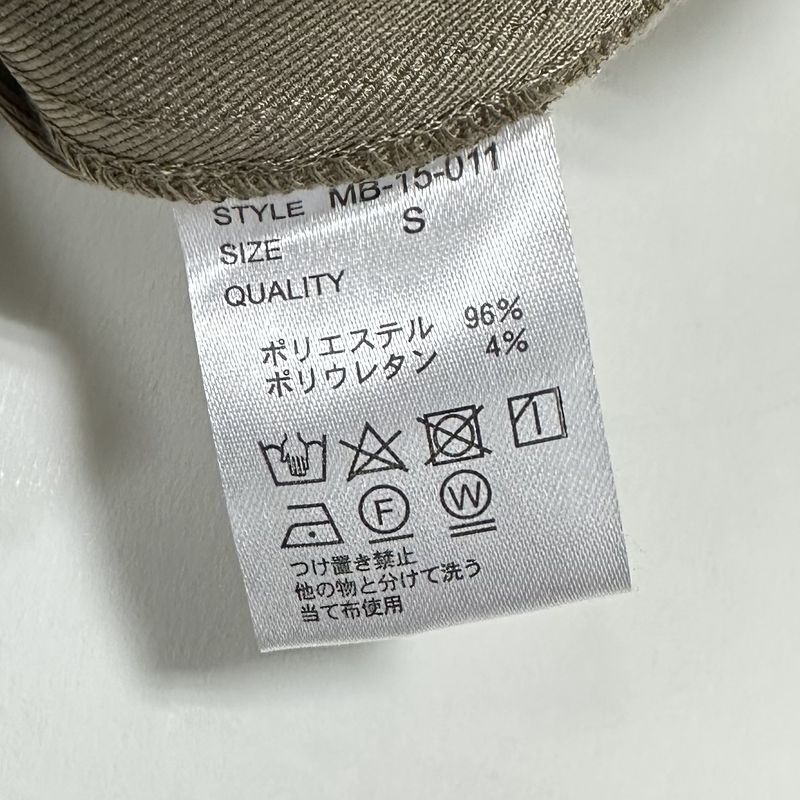 STYLE MB-15-011
SIZE S
QUALITY
ポリエステル 96%
ポリウレタン 4%
F W
つけ置き禁止
他の物と分けて洗う
当て布使用